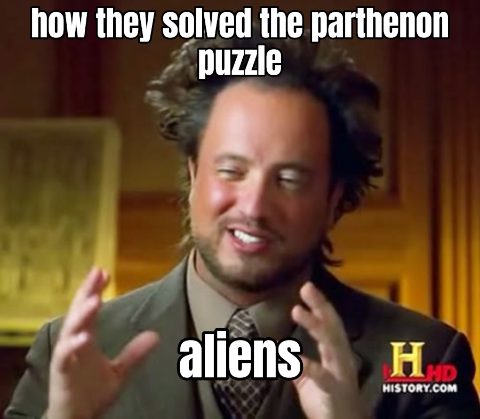 how they solved the parthenon
puzzle
aliens
H HD
HISTORY.COM